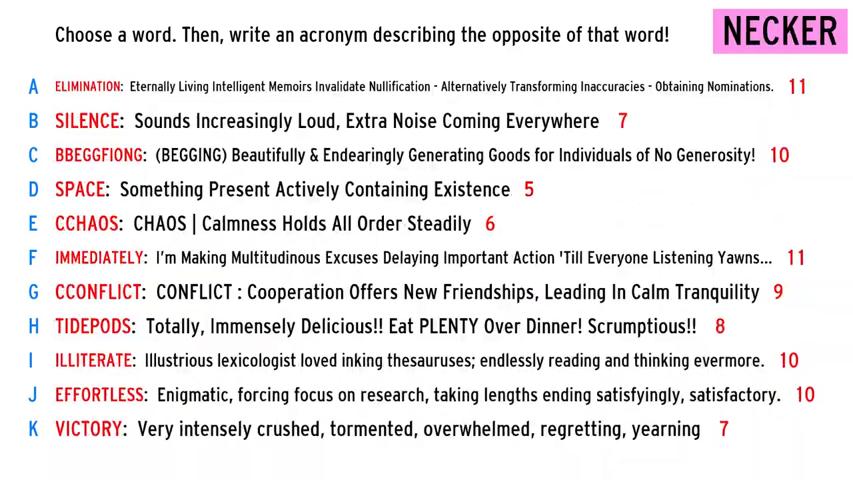 Choose a word. Then, write an acronym describing the opposite of that word!
NECKER
A ELIMINATION: Eternally Living Intelligent Memoirs Invalidate Nullification - Alternatively Transforming Inaccuracies - Obtaining Nominations. 11
B SILENCE: Sounds Increasingly Loud, Extra Noise Coming Everywhere 7
C BBEGGFIONG: (BEGGING) Beautifully & Endearingly Generating Goods for Individuals of No Generosity! 10
D SPACE: Something Present Actively Containing Existence 5
E CCHAOS: CHAOS | Calmness Holds All Order Steadily 6
F IMMEDIATELY: I'm Making Multitudinous Excuses Delaying Important Action 'Till Everyone Listening Yawns... 11
G CCONFLICT: CONFLICT : Cooperation Offers New Friendships, Leading In Calm Tranquility 9
H TIDEPODS: Totally, Immensely Delicious!! Eat PLENTY Over Dinner! Scrumptious!! 8
I ILLITERATE: Illustrious lexicologist loved inking thesauruses; endlessly reading and thinking evermore. 10
J EFFORTLESS: Enigmatic, forcing focus on research, taking lengths ending satisfyingly, satisfactory. 10
K VICTORY: Very intensely crushed, tormented, overwhelmed, regretting, yearning 7